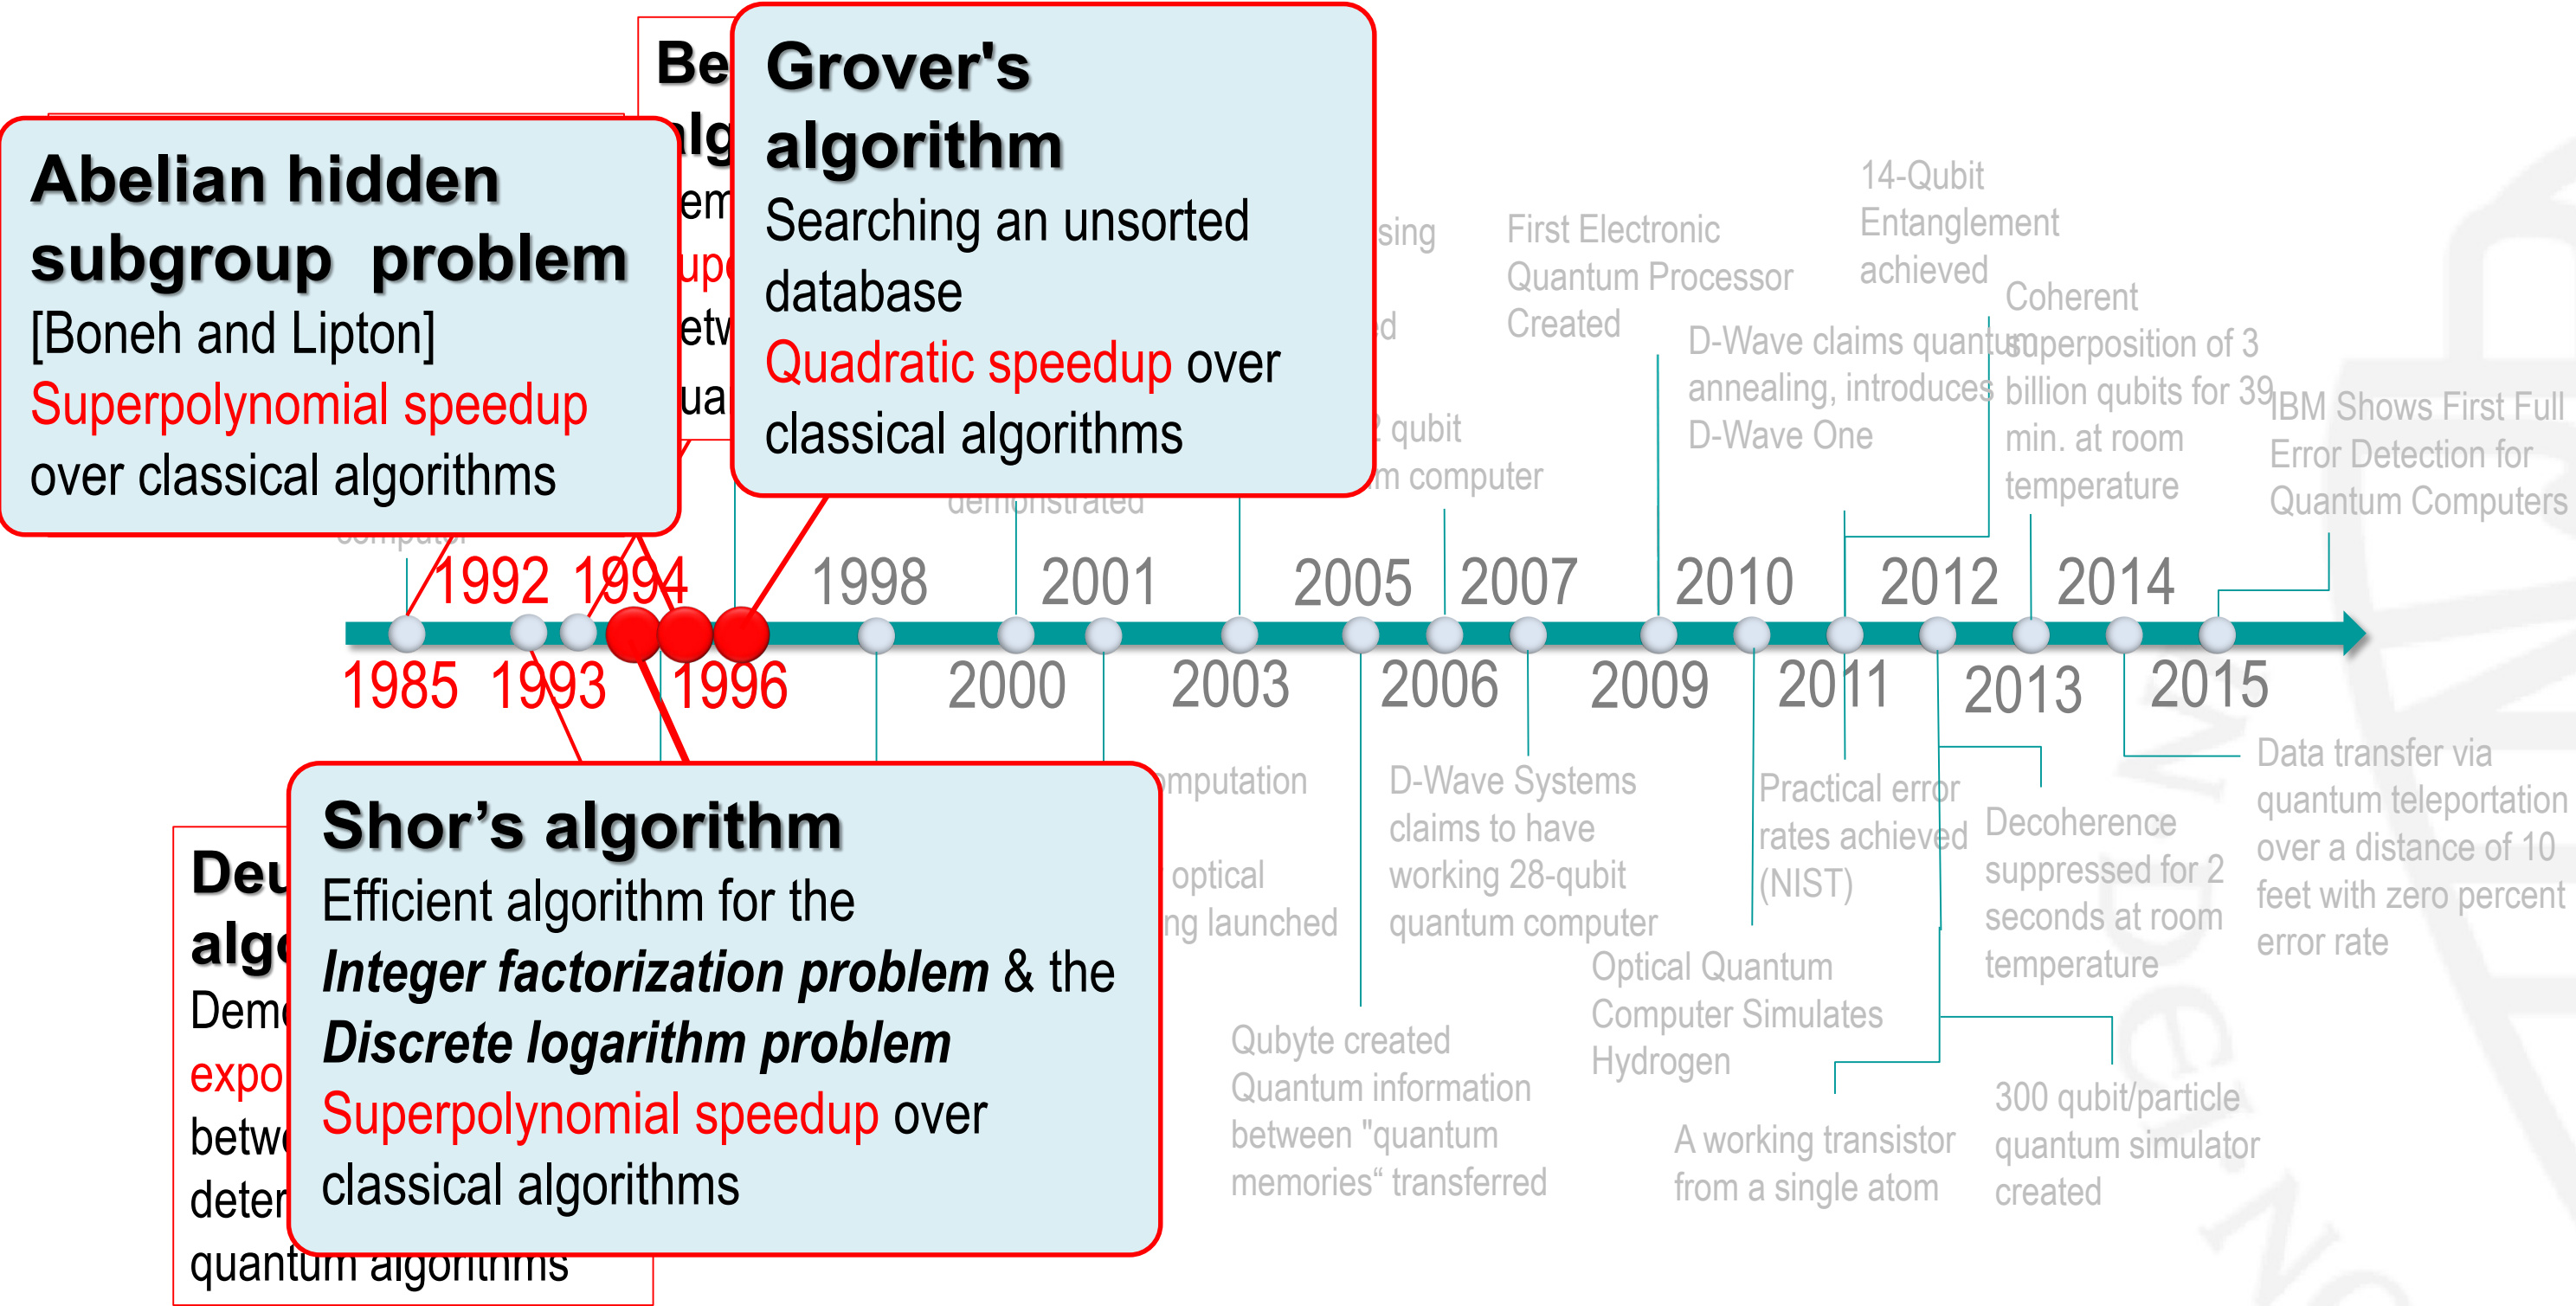 Grover's
algorithm
Searching an unsorted
database
Quadratic speedup over
classical algorithms
Abelian hidden
subgroup problem
[Boneh and Lipton]
Superpolynomial speedup
over classical algorithms
First Electronic
Quantum Processor
Created
14-Qubit
Entanglement
achieved
D-Wave claims quantum
annealing, introduces
D-Wave One
Coherent
superposition of 3
billion qubits for 39
min. at room
temperature
IBM Shows First Full
Error Detection for
Quantum Computers
qubit
computer
demonstrated
computer
1992 1994 1998 2001 2005 2007 2010 2012 2014
1985 1993 1996 2000 2003 2006 2009 2011 2013 2015
Shor’s algorithm
Efficient algorithm for the
Integer factorization problem & the
Discrete logarithm problem
Superpolynomial speedup over
classical algorithms
quantum algorithms
optical
launched
D-Wave Systems
claims to have
working 28-qubit
quantum computer
Practical error
rates achieved
(NIST)
Decoherence
suppressed for 2
seconds at room
temperature
Data transfer via
quantum teleportation
over a distance of 10
feet with zero percent
error rate
Qubyte created
Quantum information
between "quantum
memories“ transferred
Optical Quantum
Computer Simulates
Hydrogen
A working transistor
from a single atom
300 qubit/particle
quantum simulator
created